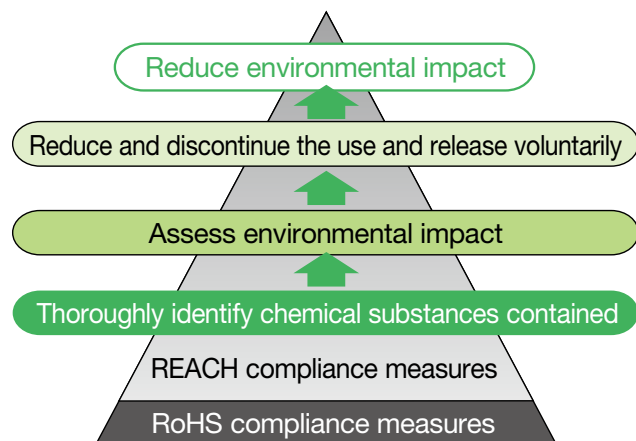 Reduce environmental impact
Reduce and discontinue the use and release voluntarily
Assess environmental impact
Thoroughly identify chemical substances contained
REACH compliance measures
RoHS compliance measures